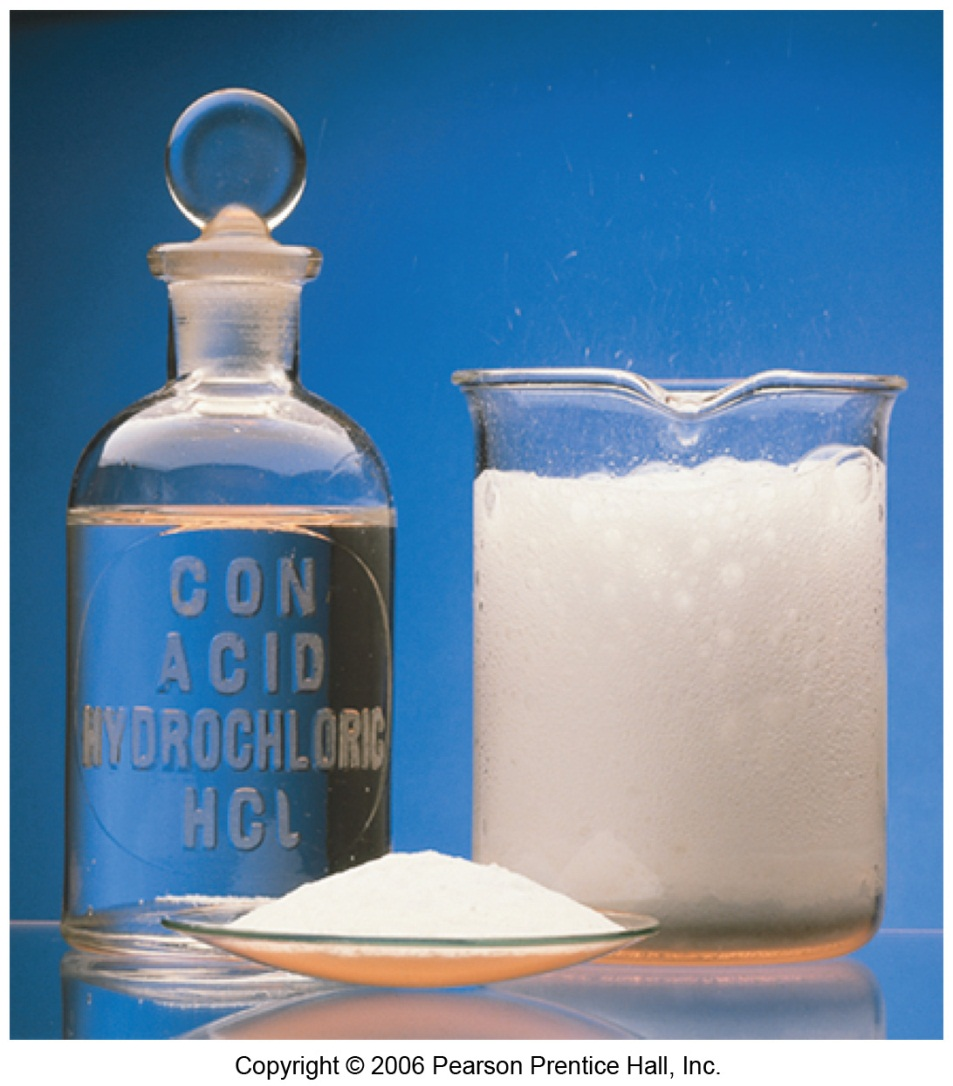 CON
ACID
HYDROCHLORIC
HCl
Copyright © 2006 Pearson Prentice Hall, Inc.